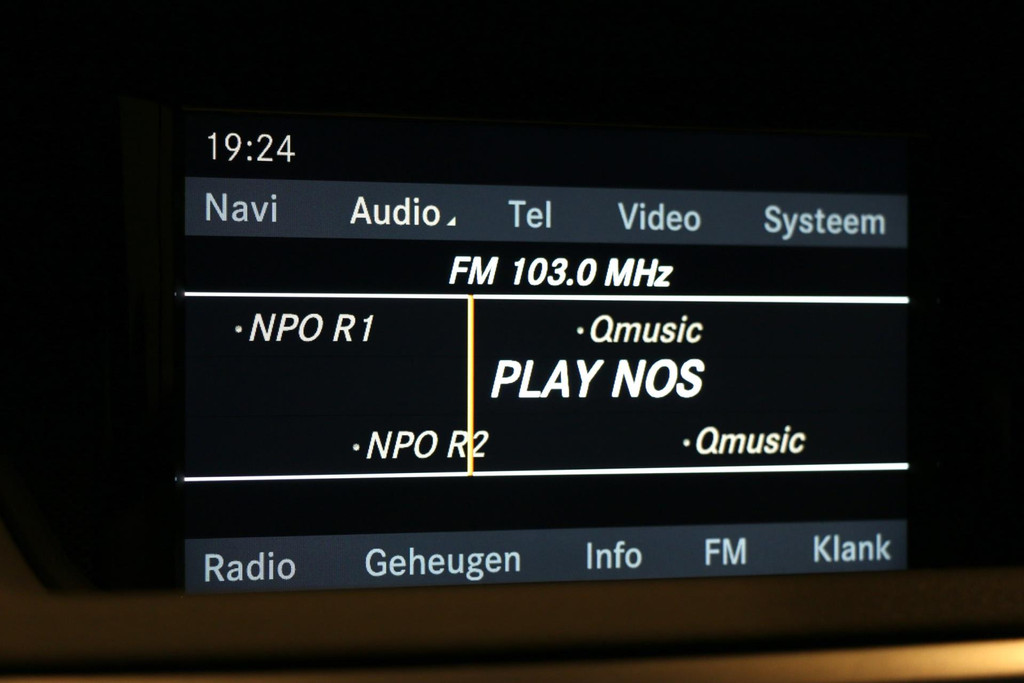 19:24
Navi Audio Tel Video Systeem
FM 103.0 MHz
NPO R1 Qmusic
PLAY NOS
NPO R2 Qmusic
Radio Geheugen Info FM Klank